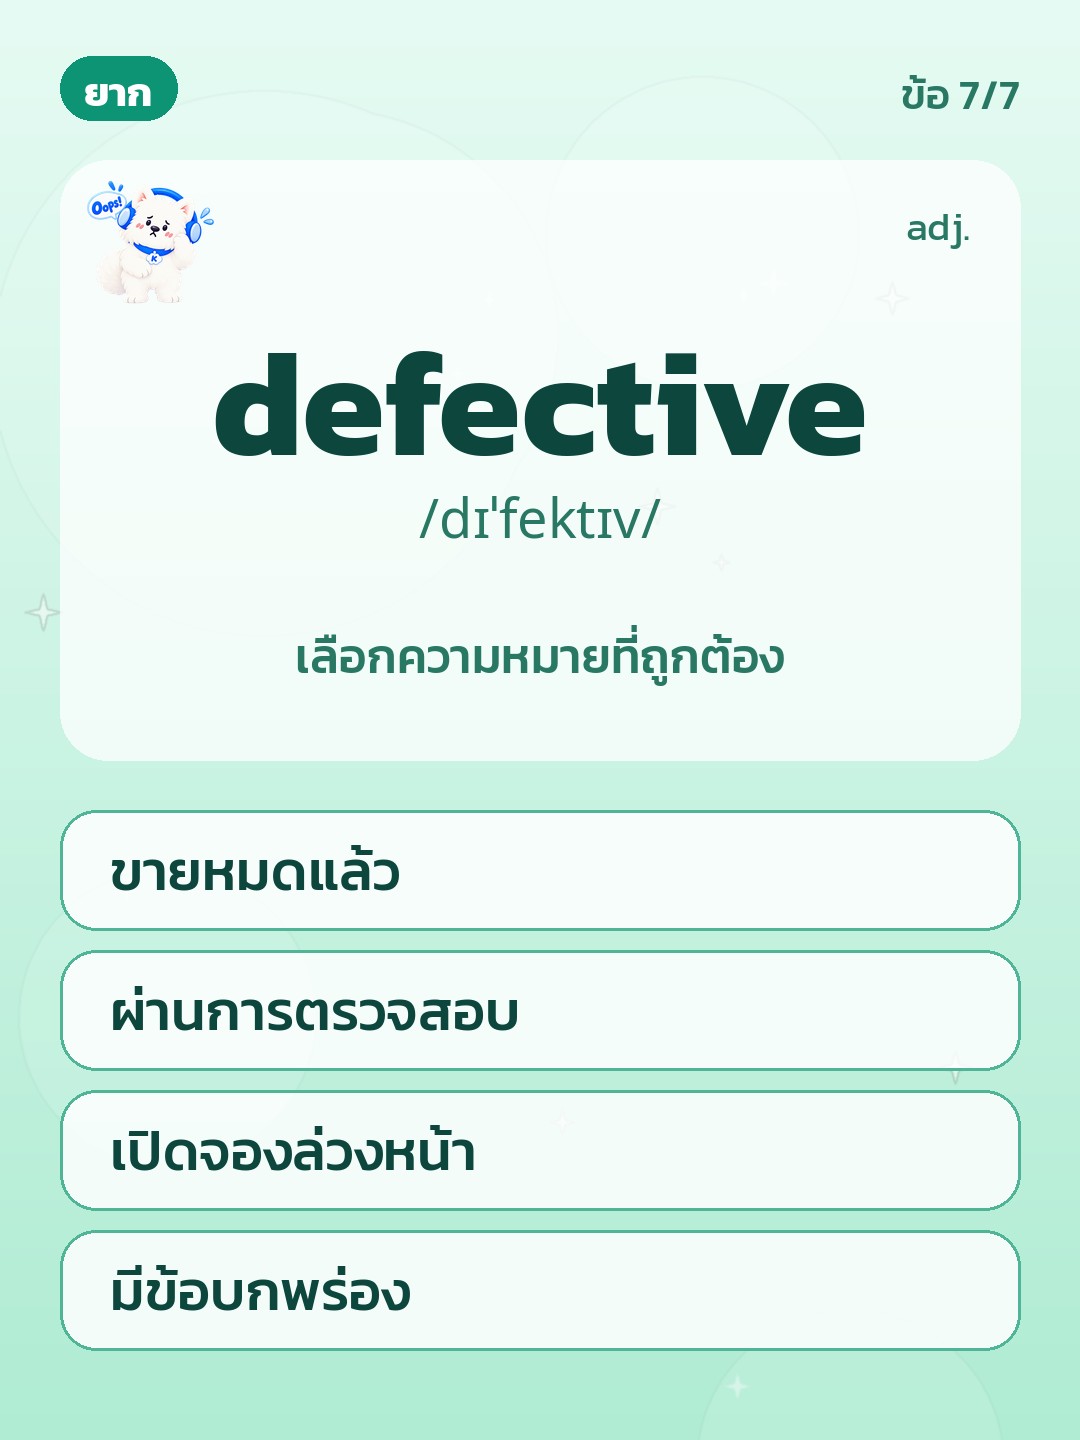 ยาก
ข้อ 7/7
Oops!
adj.
K
defective
/dɪ'fektɪv/
เลือกความหมายที่ถูกต้อง
ขายหมดแล้ว
ผ่านการตรวจสอบ
เปิดจองล่วงหน้า
มีข้อบกพร่อง